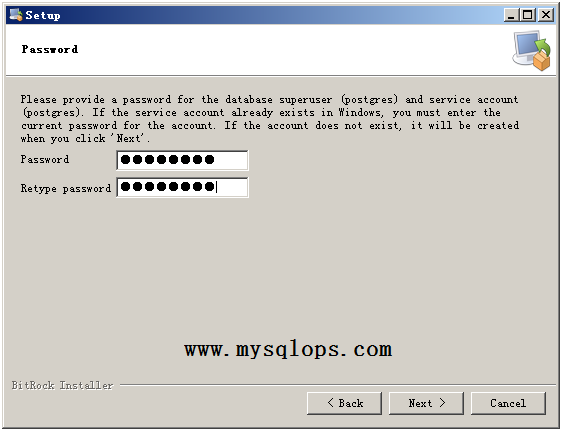 Setup
Password
Please provide a password for the database superuser (postgres) and service account
(postgres). If the service account already exists in Windows, you must enter the
current password for the account. If the account does not exist, it will be created
when you click 'Next'.
Password ●●●●●●●●
Retype password ●●●●●●●●
www.mysqlops.com
BitRock Installer
< Back Next > Cancel